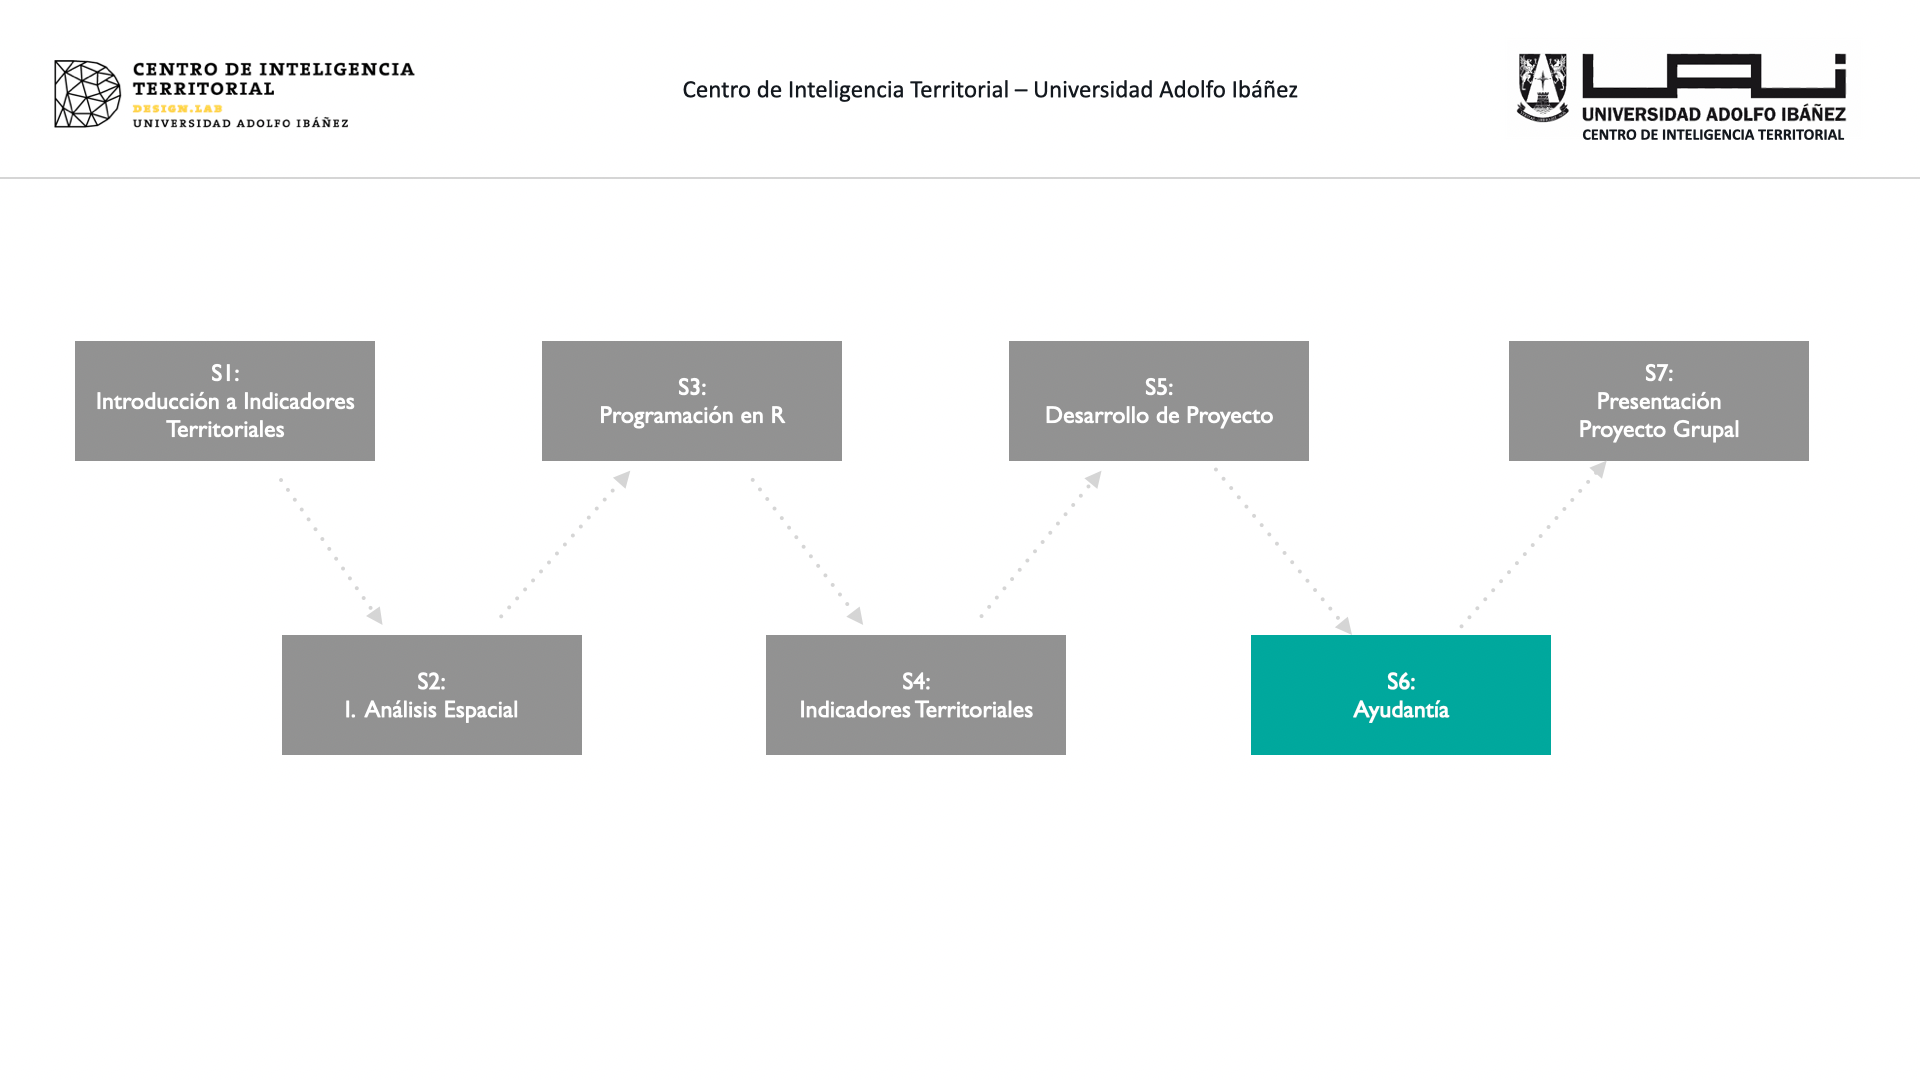 CENTRO DE INTELIGENCIA
TERRITORIAL
DESIGN.LAB
UNIVERSIDAD ADOLFO IBÁÑEZ
Centro de Inteligencia Territorial – Universidad Adolfo Ibáñez
UAI
UNIVERSIDAD ADOLFO IBÁÑEZ
CENTRO DE INTELIGENCIA TERRITORIAL
S1:
Introducción a Indicadores
Territoriales
S3:
Programación en R
S5:
Desarrollo de Proyecto
S7:
Presentación
Proyecto Grupal
S2:
1. Análisis Espacial
S4:
Indicadores Territoriales
S6:
Ayudantía